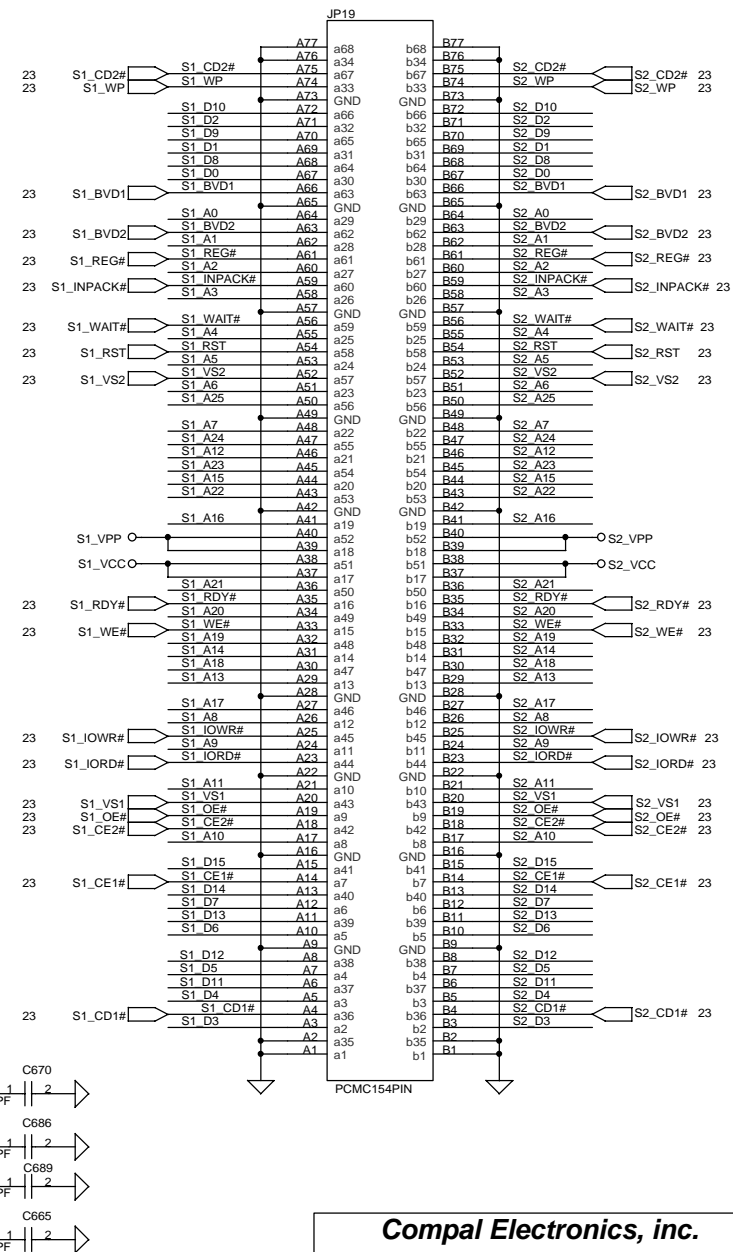 JP19
A77 a68 b68 B77
A76 a34 b34 B76
23 S1_CD2# S1_CD2# A75 a67 b67 B75 S2_CD2# S2_CD2# 23
23 S1_WP S1_WP A74 a33 b33 B74 S2_WP S2_WP 23
A73 GND GND B73
S1_D10 A72 a66 b66 B72 S2_D10
S1_D2 A71 a32 b32 B71 S2_D2
S1_D9 A70 a65 b65 B70 S2_D9
S1_D1 A69 a31 b31 B69 S2_D1
S1_D8 A68 a64 b64 B68 S2_D8
S1_D0 A67 a30 b30 B67 S2_D0
23 S1_BVD1 S1_BVD1 A66 a63 b63 B66 S2_BVD1 S2_BVD1 23
A65 GND GND B65
S1_A0 A64 a29 b29 B64 S2_A0
23 S1_BVD2 S1_BVD2 A63 a62 b62 B63 S2_BVD2 S2_BVD2 23
S1_A1 A62 a28 b28 B62 S2_A1
23 S1_REG# S1_REG# A61 a61 b61 B61 S2_REG# S2_REG# 23
S1_A2 A60 a27 b27 B60 S2_A2
23 S1_INPACK# S1_INPACK# A59 a60 b60 B59 S2_INPACK# S2_INPACK# 23
S1_A3 A58 a26 b26 B58 S2_A3
A57 GND GND B57
23 S1_WAIT# S1_WAIT# A56 a59 b59 B56 S2_WAIT# S2_WAIT# 23
S1_A4 A55 a25 b25 B55 S2_A4
23 S1_RST S1_RST A54 a58 b58 B54 S2_RST S2_RST 23
S1_A5 A53 a24 b24 B53 S2_A5
23 S1_VS2 S1_VS2 A52 a57 b57 B52 S2_VS2 S2_VS2 23
S1_A6 A51 a23 b23 B51 S2_A6
S1_A25 A50 a56 b56 B50 S2_A25
A49 GND GND B49
S1_A7 A48 a22 b22 B48 S2_A7
S1_A24 A47 a55 b55 B47 S2_A24
S1_A12 A46 a21 b21 B46 S2_A12
S1_A23 A45 a54 b54 B45 S2_A23
S1_A15 A44 a20 b20 B44 S2_A15
S1_A22 A43 a53 b53 B43 S2_A22
A42 GND GND B42
S1_A16 A41 a19 b19 B41 S2_A16
S1_VPP A40 a52 b52 B40 S2_VPP
A39 a18 b18 B39
S1_VCC A38 a51 b51 B38 S2_VCC
A37 a17 b17 B37
S1_A21 A36 a50 b50 B36 S2_A21
23 S1_RDY# S1_RDY# A35 a16 b16 B35 S2_RDY# S2_RDY# 23
S1_A20 A34 a49 b49 B34 S2_A20
23 S1_WE# S1_WE# A33 a15 b15 B33 S2_WE# S2_WE# 23
S1_A19 A32 a48 b48 B32 S2_A19
S1_A14 A31 a14 b14 B31 S2_A14
S1_A18 A30 a47 b47 B30 S2_A18
S1_A13 A29 a13 b13 B29 S2_A13
A28 GND GND B28
S1_A17 A27 a46 b46 B27 S2_A17
S1_A8 A26 a12 b12 B26 S2_A8
23 S1_IOWR# S1_IOWR# A25 a45 b45 B25 S2_IOWR# S2_IOWR# 23
S1_A9 A24 a11 b11 B24 S2_A9
23 S1_IORD# S1_IORD# A23 a44 b44 B23 S2_IORD# S2_IORD# 23
A22 GND GND B22
S1_A11 A21 a10 b10 B21 S2_A11
23 S1_VS1 S1_VS1 A20 a43 b43 B20 S2_VS1 S2_VS1 23
23 S1_OE# S1_OE# A19 a9 b9 B19 S2_OE# S2_OE# 23
23 S1_CE2# S1_CE2# A18 a42 b42 B18 S2_CE2# S2_CE2# 23
S1_A10 A17 a8 b8 B17 S2_A10
A16 GND GND B16
S1_D15 A15 a41 b41 B15 S2_D15
23 S1_CE1# S1_CE1# A14 a7 b7 B14 S2_CE1# S2_CE1# 23
S1_D14 A13 a40 b40 B13 S2_D14
S1_D7 A12 a6 b6 B12 S2_D7
S1_D13 A11 a39 b39 B11 S2_D13
S1_D6 A10 a5 b5 B10 S2_D6
A9 GND GND B9
S1_D12 A8 a38 b38 B8 S2_D12
S1_D5 A7 a4 b4 B7 S2_D5
S1_D11 A6 a37 b37 B6 S2_D11
S1_D4 A5 a3 b3 B5 S2_D4
23 S1_CD1# S1_CD1# A4 a36 b36 B4 S2_CD1# S2_CD1# 23
S1_D3 A3 a2 b2 B3 S2_D3
A2 a35 b35 B2
A1 a1 b1 B1
PCMC154PIN
C670
1 2
PF
C686
1 2
PF
C689
1 2
PF
C665
1 2
PF
Compal Electronics, inc.